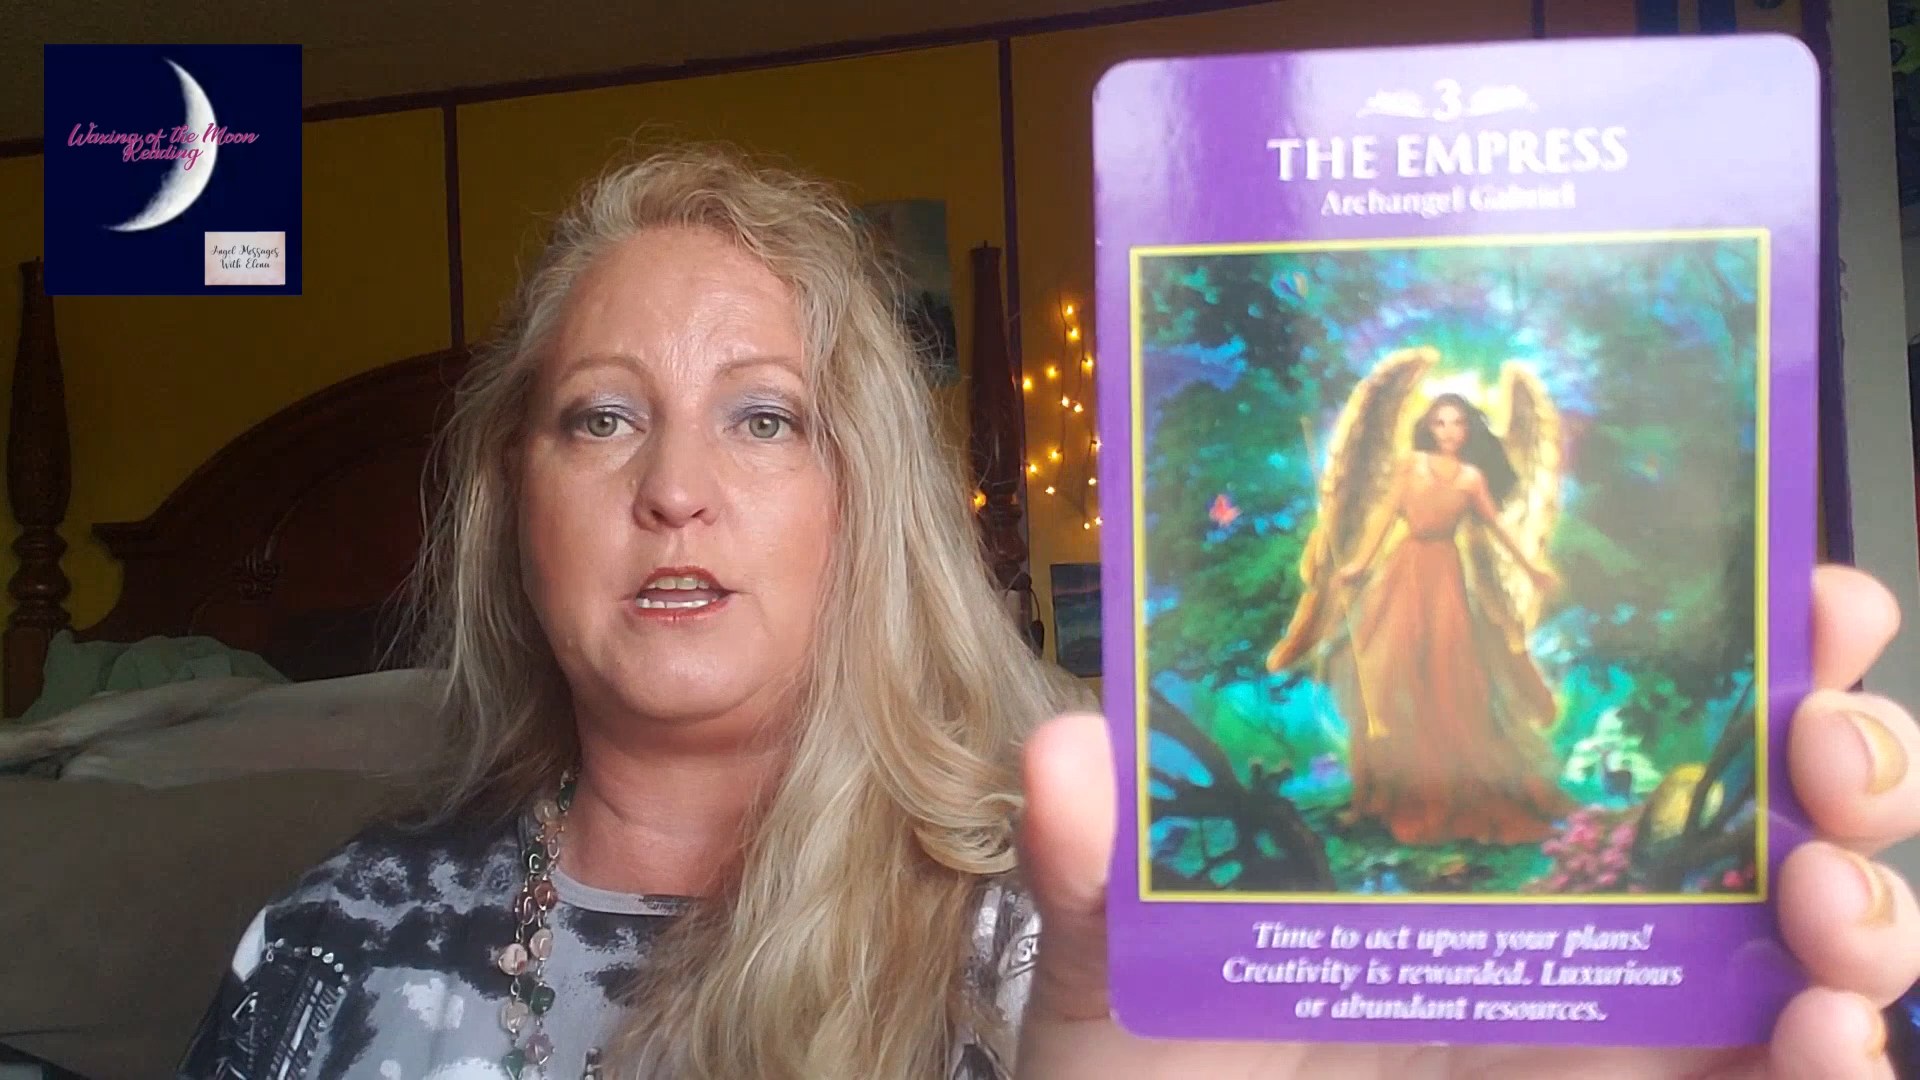 Waxing of the Moon
Reading
Angel Messages
With Elena
3
THE EMPRESS
Archangel Gabriel
Time to act upon your plans!
Creativity is rewarded. Luxurious
or abundant resources.